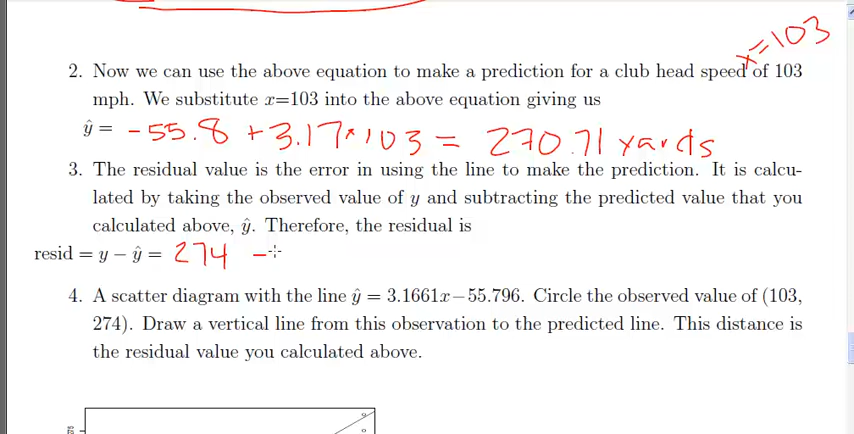 x=103
2. Now we can use the above equation to make a prediction for a club head speed of 103
mph. We substitute x=103 into the above equation giving us
ŷ = -55.8 + 3.17*103 = 270.71 yards
3. The residual value is the error in using the line to make the prediction. It is calcu-
lated by taking the observed value of y and subtracting the predicted value that you
calculated above, ŷ. Therefore, the residual is
resid = y − ŷ = 274 -
4. A scatter diagram with the line ŷ = 3.1661x−55.796. Circle the observed value of (103,
274). Draw a vertical line from this observation to the predicted line. This distance is
the residual value you calculated above.